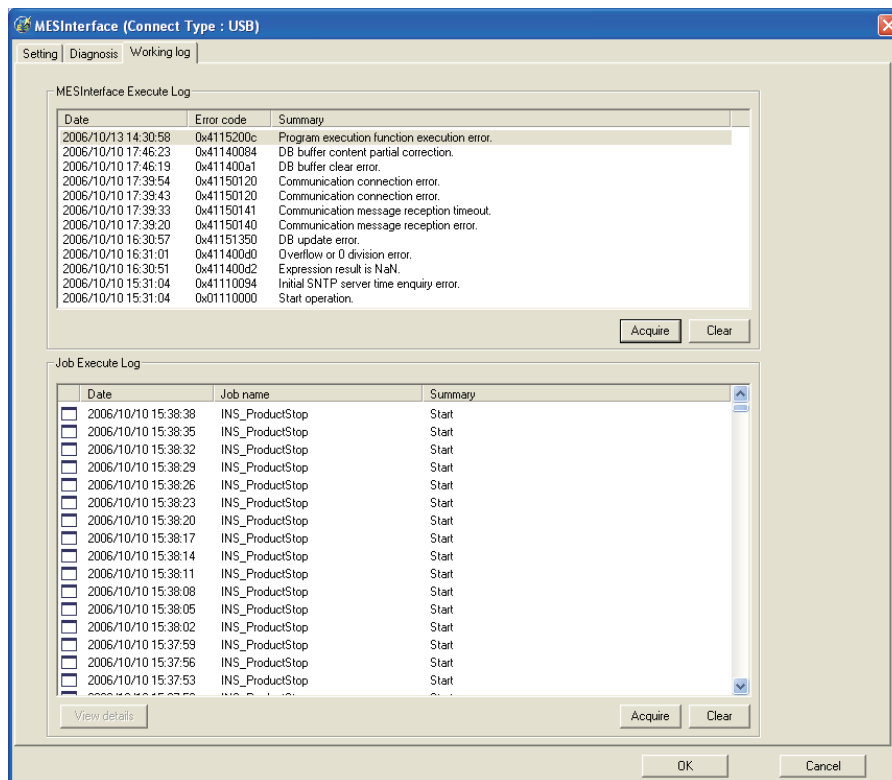 MESInterface (Connect Type : USB)
Setting Diagnosis Working log
MESInterface Execute Log
Date Error code Summary
2006/10/13 14:30:58 0x4115200c Program execution function execution error.
2006/10/10 17:46:23 0x41140084 DB buffer content partial correction.
2006/10/10 17:46:19 0x411400a1 DB buffer clear error.
2006/10/10 17:39:54 0x41150120 Communication connection error.
2006/10/10 17:39:43 0x41150120 Communication connection error.
2006/10/10 17:39:33 0x41150141 Communication message reception timeout.
2006/10/10 17:39:20 0x41150140 Communication message reception error.
2006/10/10 16:30:57 0x41151350 DB update error.
2006/10/10 16:31:01 0x411400d0 Overflow or 0 division error.
2006/10/10 16:30:51 0x411400d2 Expression result is NaN.
2006/10/10 15:31:04 0x41110094 Initial SNTP server time enquiry error.
2006/10/10 15:31:04 0x01110000 Start operation.
Acquire Clear
Job Execute Log
Date Job name Summary
2006/10/10 15:38:38 INS_ProductStop Start
2006/10/10 15:38:35 INS_ProductStop Start
2006/10/10 15:38:32 INS_ProductStop Start
2006/10/10 15:38:29 INS_ProductStop Start
2006/10/10 15:38:26 INS_ProductStop Start
2006/10/10 15:38:23 INS_ProductStop Start
2006/10/10 15:38:20 INS_ProductStop Start
2006/10/10 15:38:17 INS_ProductStop Start
2006/10/10 15:38:14 INS_ProductStop Start
2006/10/10 15:38:11 INS_ProductStop Start
2006/10/10 15:38:08 INS_ProductStop Start
2006/10/10 15:38:05 INS_ProductStop Start
2006/10/10 15:38:02 INS_ProductStop Start
2006/10/10 15:37:59 INS_ProductStop Start
2006/10/10 15:37:56 INS_ProductStop Start
2006/10/10 15:37:53 INS_ProductStop Start
View details Acquire Clear
OK Cancel